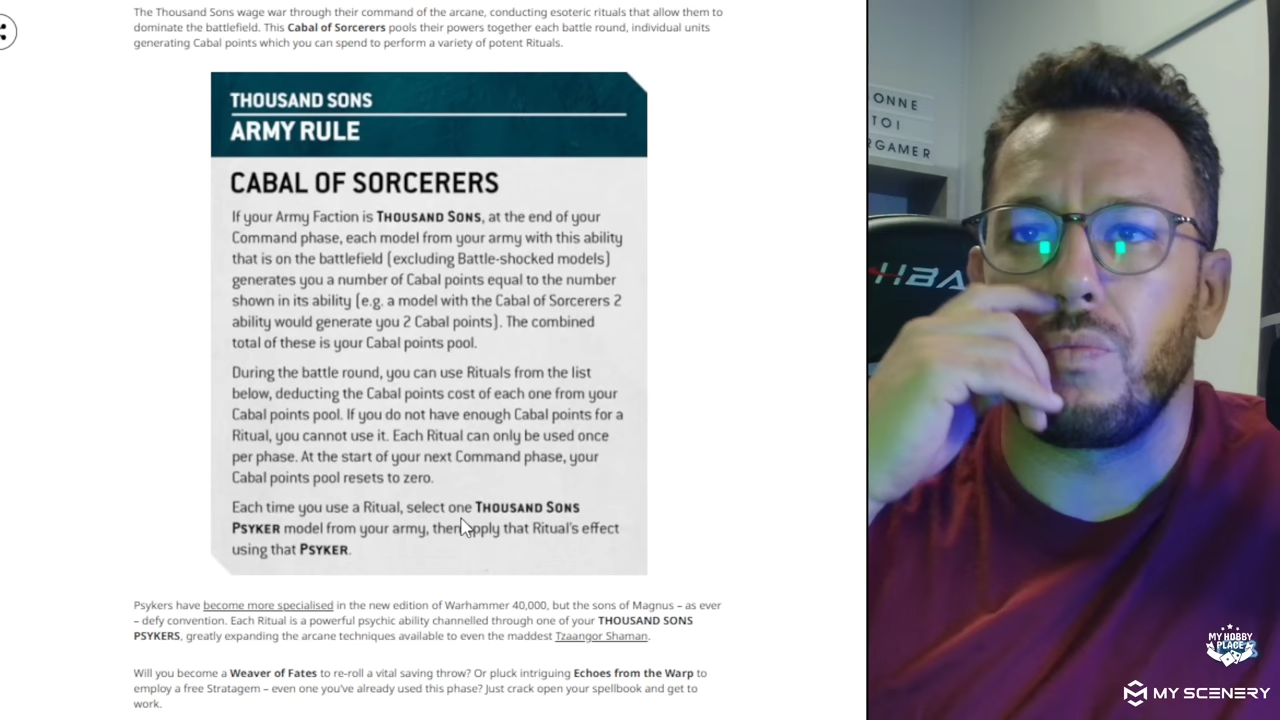 The Thousand Sons wage war through their command of the arcane, conducting esoteric rituals that allow them to
dominate the battlefield. This Cabal of Sorcerers pools their powers together each battle round, individual units
generating Cabal points which you can spend to perform a variety of potent Rituals.
THOUSAND SONS
ARMY RULE
CABAL OF SORCERERS
If your Army Faction is THOUSAND SONS, at the end of your
Command phase, each model from your army with this ability
that is on the battlefield (excluding Battle-shocked models)
generates you a number of Cabal points equal to the number
shown in its ability (e.g. a model with the Cabal of Sorcerers 2
ability would generate you 2 Cabal points). The combined
total of these is your Cabal points pool.
During the battle round, you can use Rituals from the list
below, deducting the Cabal points cost of each one from your
Cabal points pool. If you do not have enough Cabal points for a
Ritual, you cannot use it. Each Ritual can only be used once
per phase. At the start of your next Command phase, your
Cabal points pool resets to zero.
Each time you use a Ritual, select one THOUSAND SONS
PSYKER model from your army, then apply that Ritual's effect
using that PSYKER.
Psykers have become more specialised in the new edition of Warhammer 40,000, but the sons of Magnus – as ever
– defy convention. Each Ritual is a powerful psychic ability channelled through one of your THOUSAND SONS
PSYKERS, greatly expanding the arcane techniques available to even the maddest Tzaangor Shaman.
Will you become a Weaver of Fates to re-roll a vital saving throw? Or pluck intriguing Echoes from the Warp to
employ a free Stratagem – even one you've already used this phase? Just crack open your spellbook and get to
work.
ONNE
TOI
RGAMER
HBA
MY HOBBY
PLACE
MY SCENERY